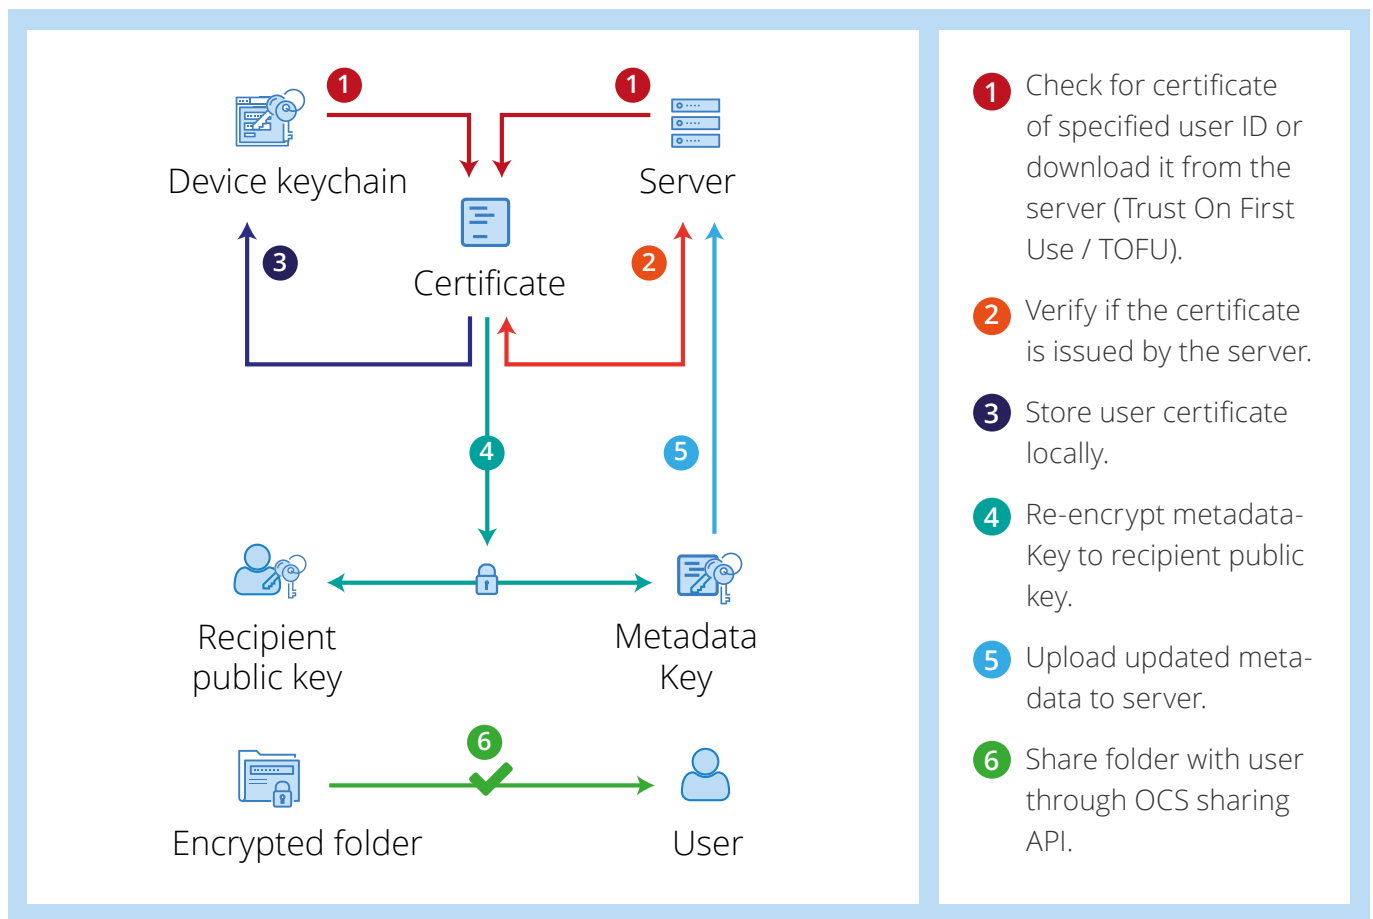 1
1
Device keychain
Server
3
Certificate
2
4
5
Recipient
public key
Metadata
Key
6
Encrypted folder
User
1 Check for certificate
of specified user ID or
download it from the
server (Trust On First
Use / TOFU).
2 Verify if the certificate
is issued by the server.
3 Store user certificate
locally.
4 Re-encrypt metadata-
Key to recipient public
key.
5 Upload updated meta-
data to server.
6 Share folder with user
through OCS sharing
API.